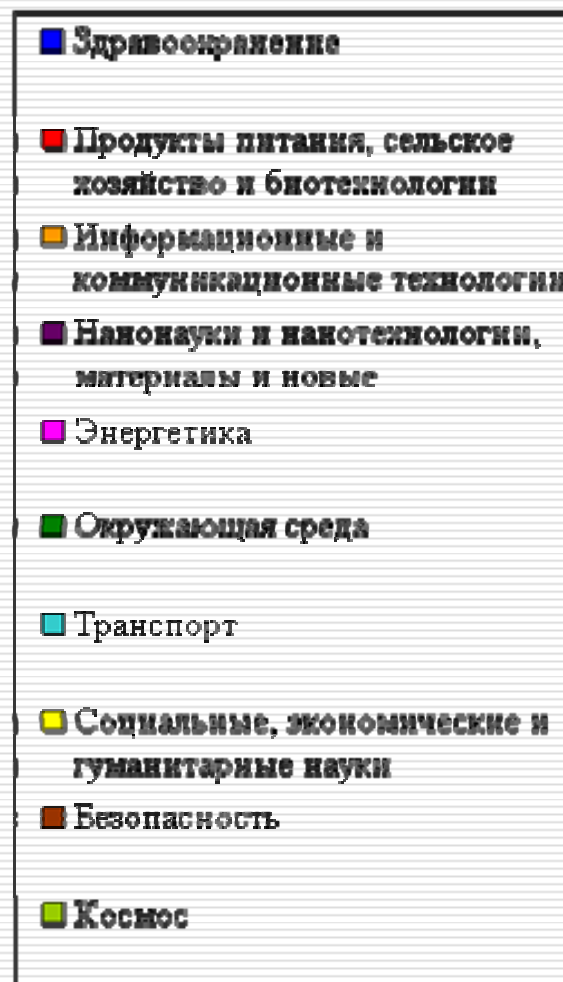 Здравоохранение
Продукты питания, сельское
хозяйство и биотехнологии
Информационные и
коммуникационные технологии
Нанонауки и нанотехнологии,
материалы и новые
Энергетика
Окружающая среда
Транспорт
Социальные, экономические и
гуманитарные науки
Безопасность
Космос